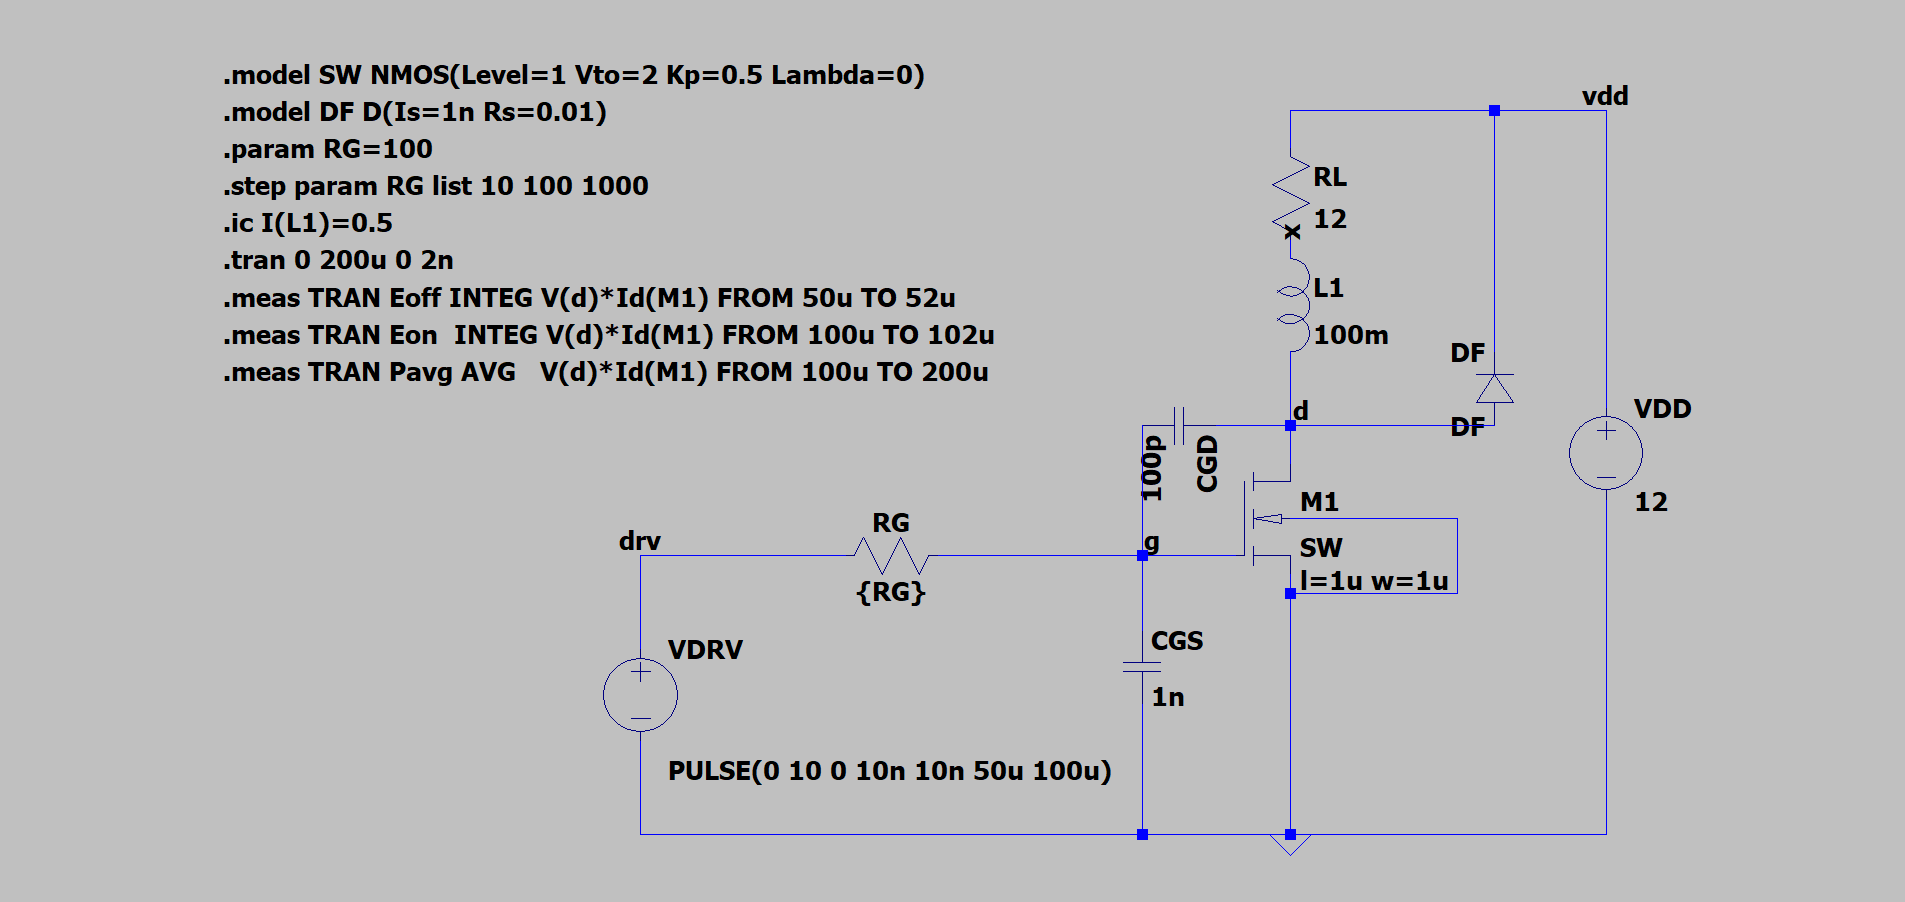 .model SW NMOS(Level=1 Vto=2 Kp=0.5 Lambda=0)
.model DF D(Is=1n Rs=0.01)
.param RG=100
.step param RG list 10 100 1000
.ic I(L1)=0.5
.tran 0 200u 0 2n
.meas TRAN Eoff INTEG V(d)*Id(M1) FROM 50u TO 52u
.meas TRAN Eon  INTEG V(d)*Id(M1) FROM 100u TO 102u
.meas TRAN Pavg AVG   V(d)*Id(M1) FROM 100u TO 200u
vdd
RL
12
x
L1
100m
DF
DF
d
VDD
12
100p
CGD
M1
SW
l=1u w=1u
RG
{RG}
drv
g
CGS
1n
VDRV
PULSE(0 10 0 10n 10n 50u 100u)